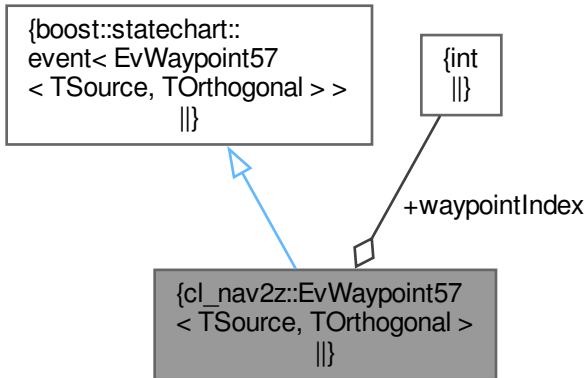 {boost::statechart::
event< EvWaypoint57
< TSource, TOrthogonal > >
||}
{int
||}
+waypointIndex
{cl_nav2z::EvWaypoint57
< TSource, TOrthogonal >
||}